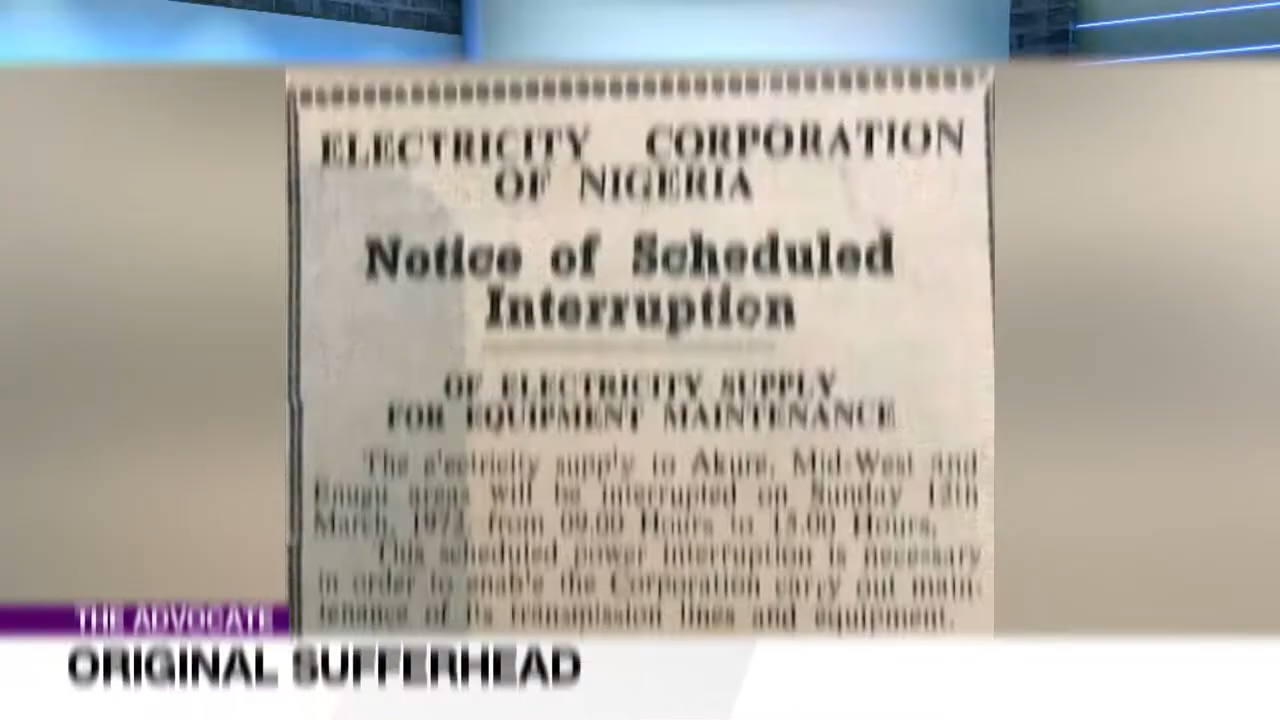 ELECTRICITY CORPORATION
OF NIGERIA
Notice of Scheduled
Interruption
OF ELECTRICITY SUPPLY
FOR EQUIPMENT MAINTENANCE
The electricity supply to Akure, Mid-West and
Enugu areas will be interrupted on Sunday 12th
March, from 09.00 Hours to Hours.
This scheduled power interruption is necessary
in order to enable the Corporation carry out main-
tenance of its transmission lines and equipment.
THE ADVOCATE
ORIGINAL SUFFERHEAD